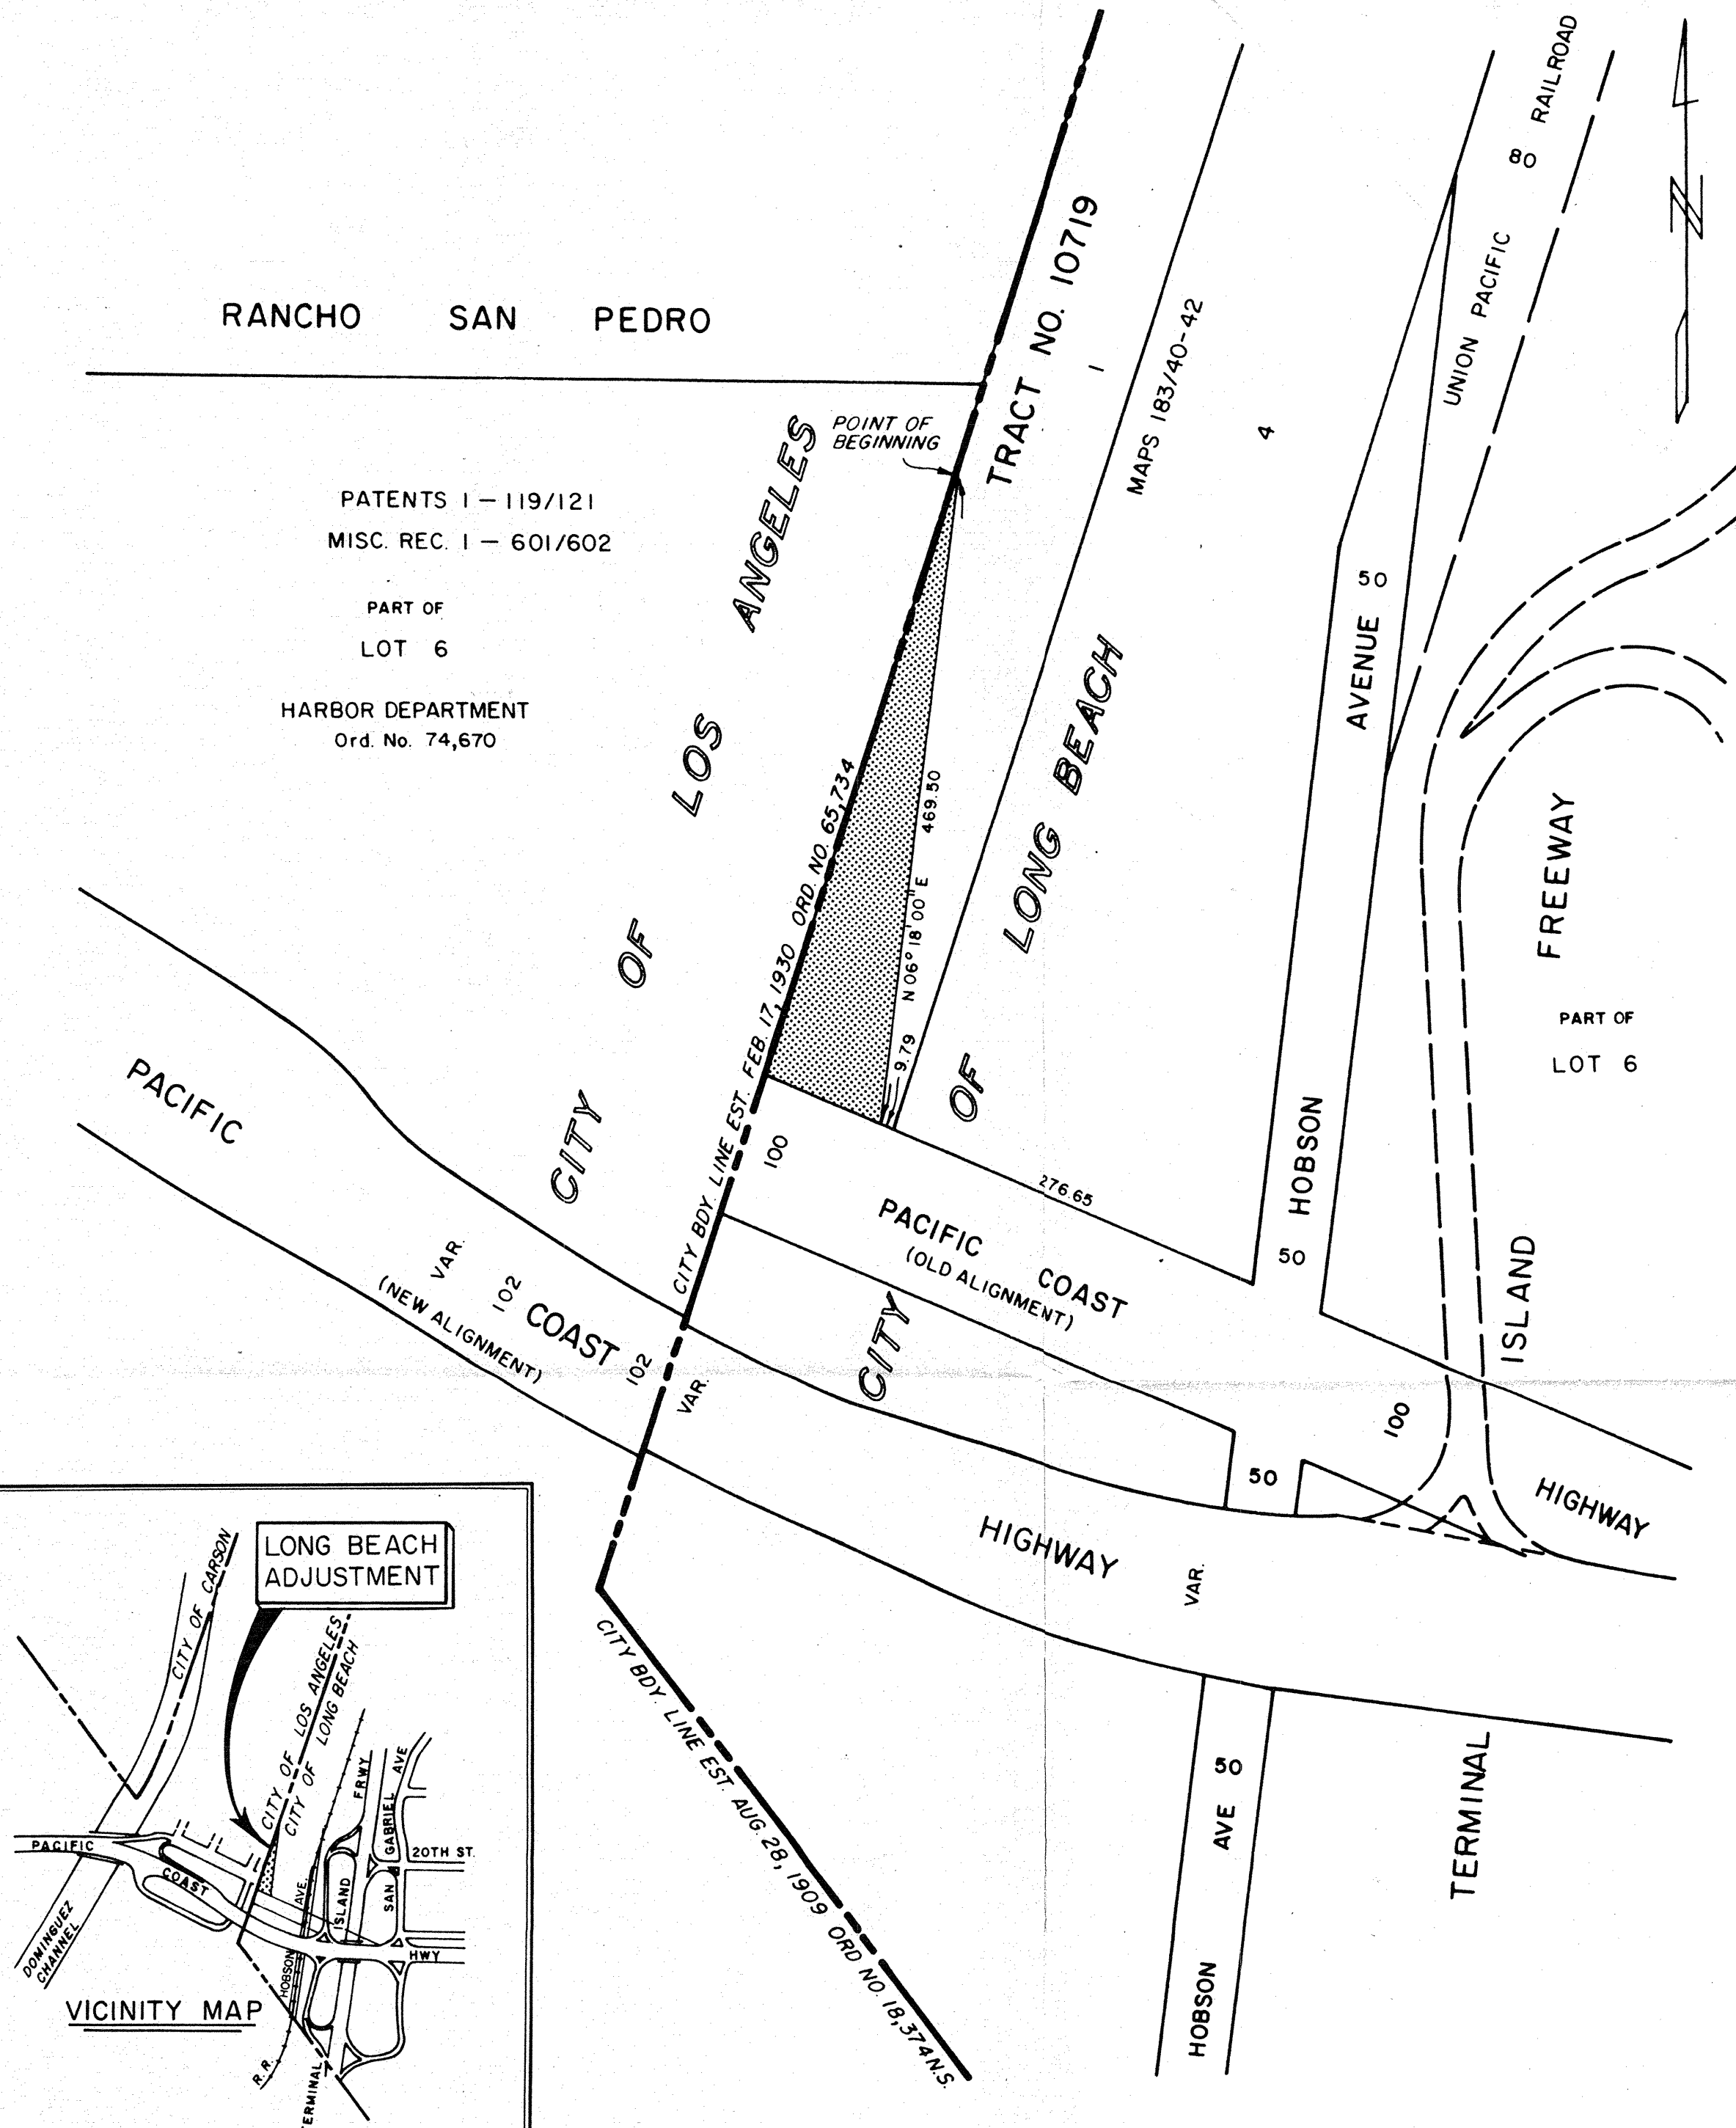 RANCHO SAN PEDRO
PATENTS 1 — 119/121
MISC. REC. 1 — 601/602
PART OF
LOT 6
HARBOR DEPARTMENT
Ord. No. 74,670
POINT OF
BEGINNING
TRACT NO. 10719
1
MAPS 183/40-42
4
UNION PACIFIC
80 RAILROAD
N
CITY OF LOS ANGELES
CITY OF LONG BEACH
CITY BDY. LINE EST. FEB. 17, 1930 ORD. NO. 65,734
9.79
N 06° 18' 00" E 469.50
276.65
100
HOBSON AVENUE
50
50
FREEWAY
PART OF
LOT 6
ISLAND
TERMINAL
PACIFIC
COAST
(NEW ALIGNMENT)
VAR.
102
102
VAR.
PACIFIC
COAST
(OLD ALIGNMENT)
100
50
HIGHWAY
HIGHWAY
VAR.
50
HOBSON AVE
CITY BDY. LINE EST. AUG. 28, 1909 ORD NO. 18,374 N.S.
LONG BEACH
ADJUSTMENT
CITY OF CARSON
CITY OF LOS ANGELES
CITY OF LONG BEACH
PACIFIC
COAST
HWY
DOMINGUEZ
CHANNEL
HOBSON
AVE.
ISLAND
FRWY
SAN GABRIEL AVE
20TH ST.
R.R.
TERMINAL
VICINITY MAP